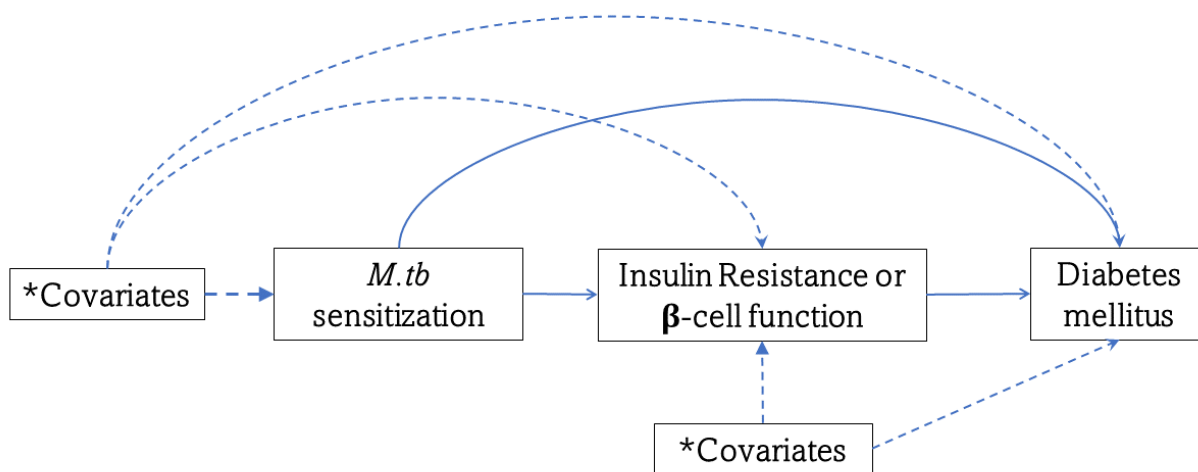 *Covariates
M.tb
sensitization
Insulin Resistance or
β-cell function
Diabetes
mellitus
*Covariates